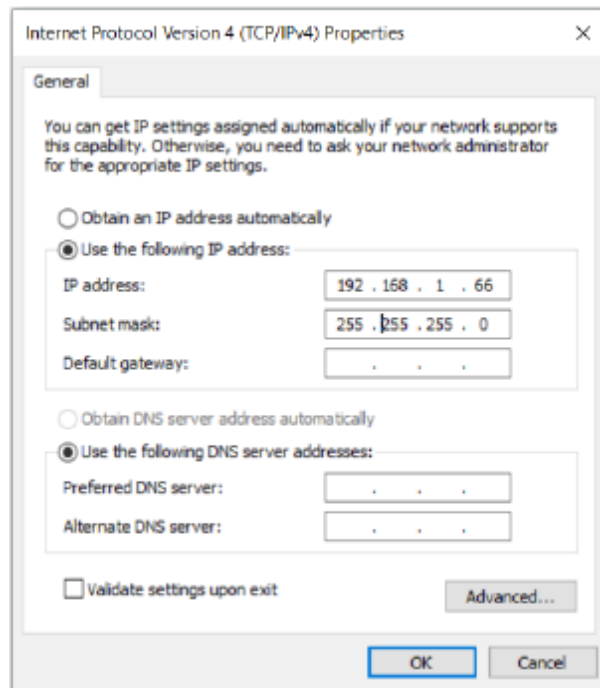 Internet Protocol Version 4 (TCP/IPv4) Properties
General
You can get IP settings assigned automatically if your network supports
this capability. Otherwise, you need to ask your network administrator
for the appropriate IP settings.
Obtain an IP address automatically
Use the following IP address:
IP address: 192 . 168 . 1 . 66
Subnet mask: 255 . 255 . 255 . 0
Default gateway: . . .
Obtain DNS server address automatically
Use the following DNS server addresses:
Preferred DNS server: . . .
Alternate DNS server: . . .
Validate settings upon exit
Advanced...
OK Cancel